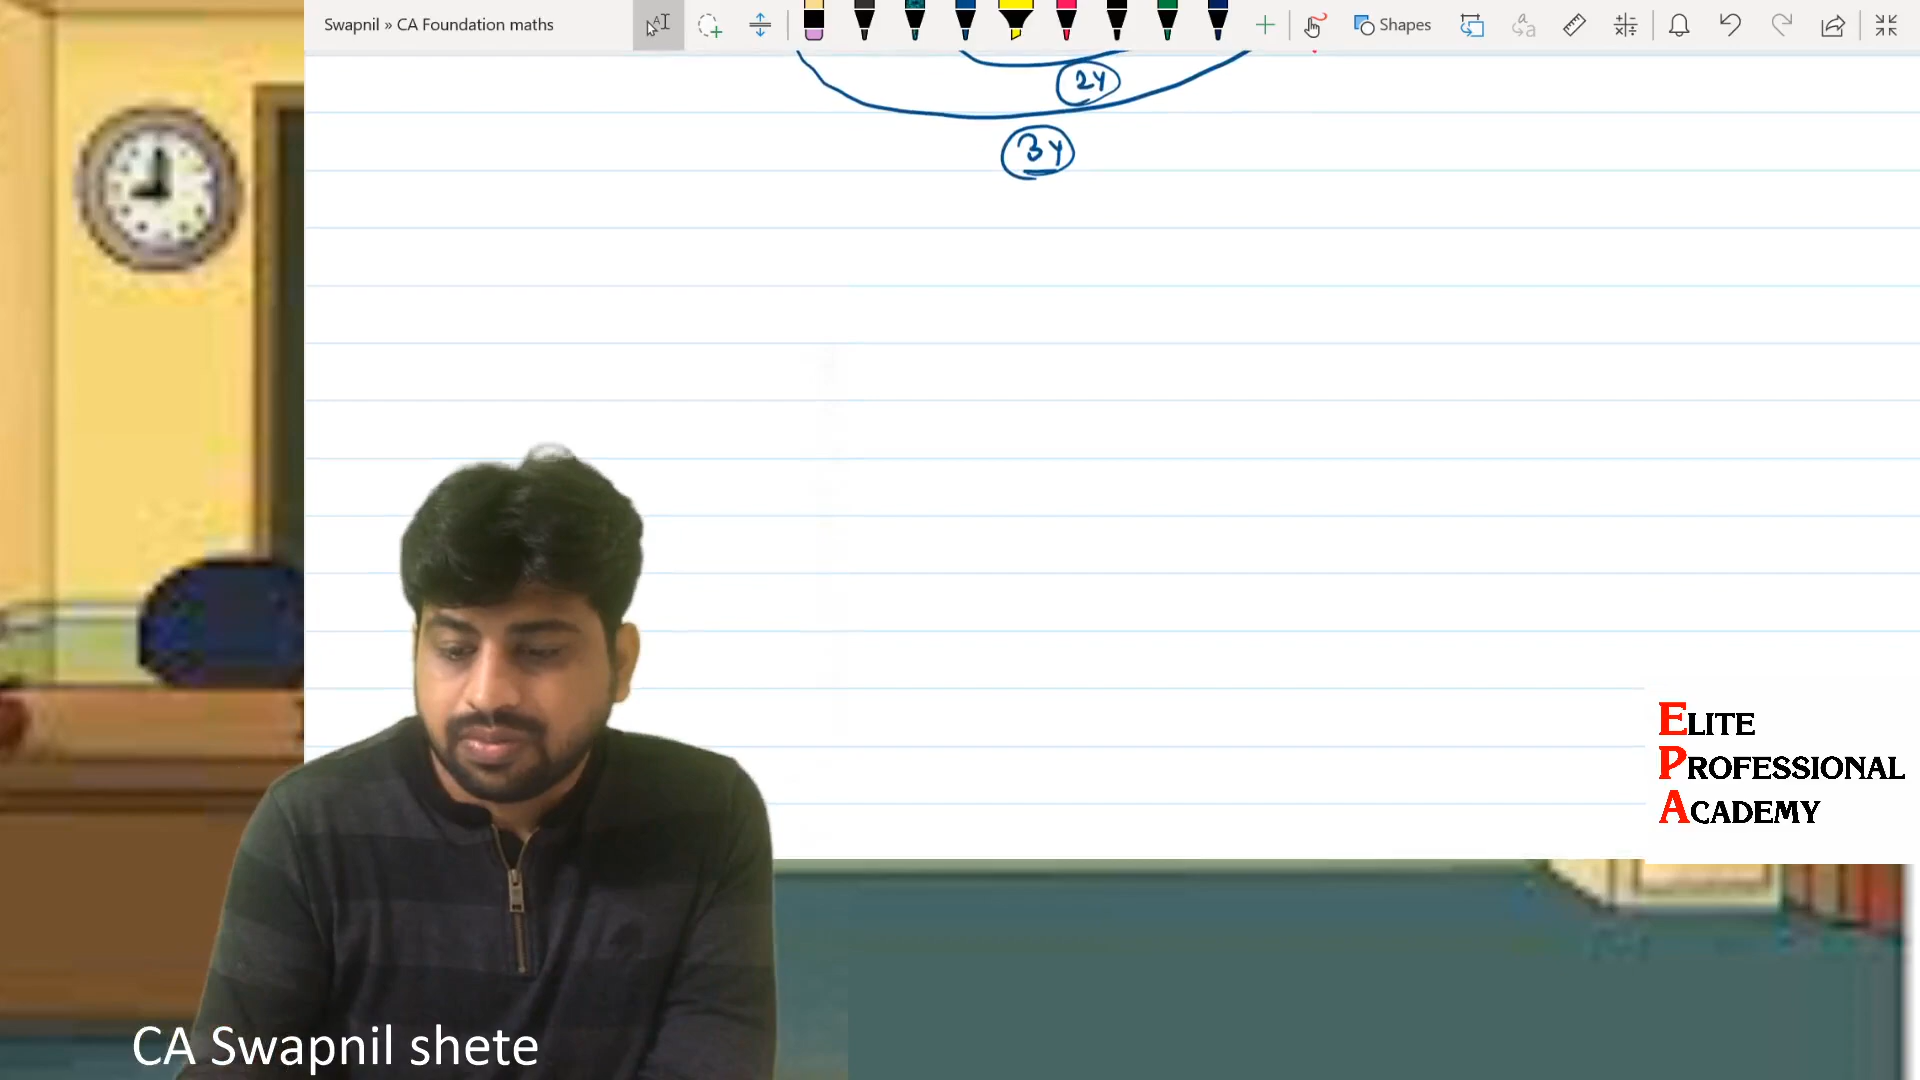 Swapnil » CA Foundation maths
Shapes
2Y
3Y
ELITE
PROFESSIONAL
ACADEMY
CA Swapnil shete